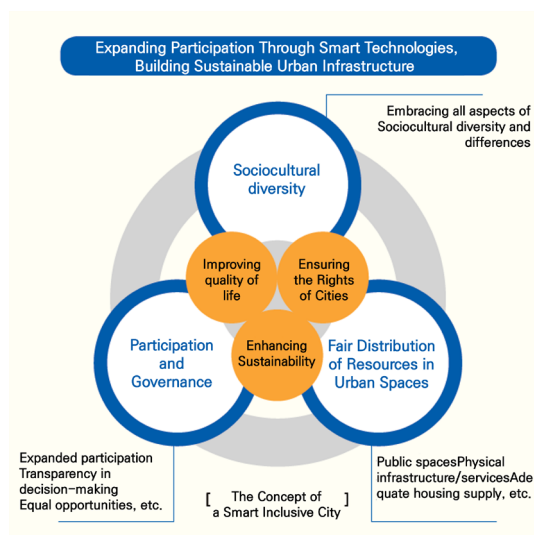 Expanding Participation Through Smart Technologies,
Building Sustainable Urban Infrastructure
Embracing all aspects of
Sociocultural diversity and
differences
Sociocultural
diversity
Improving
quality of
life
Ensuring
the Rights
of Cities
Enhancing
Sustainability
Participation
and
Governance
Fair Distribution
of Resources in
Urban Spaces
Expanded participation
Transparency in
decision-making
Equal opportunities, etc.
[ The Concept of
a Smart Inclusive City ]
Public spacesPhysical
infrastructure/servicesAde
quate housing supply, etc.